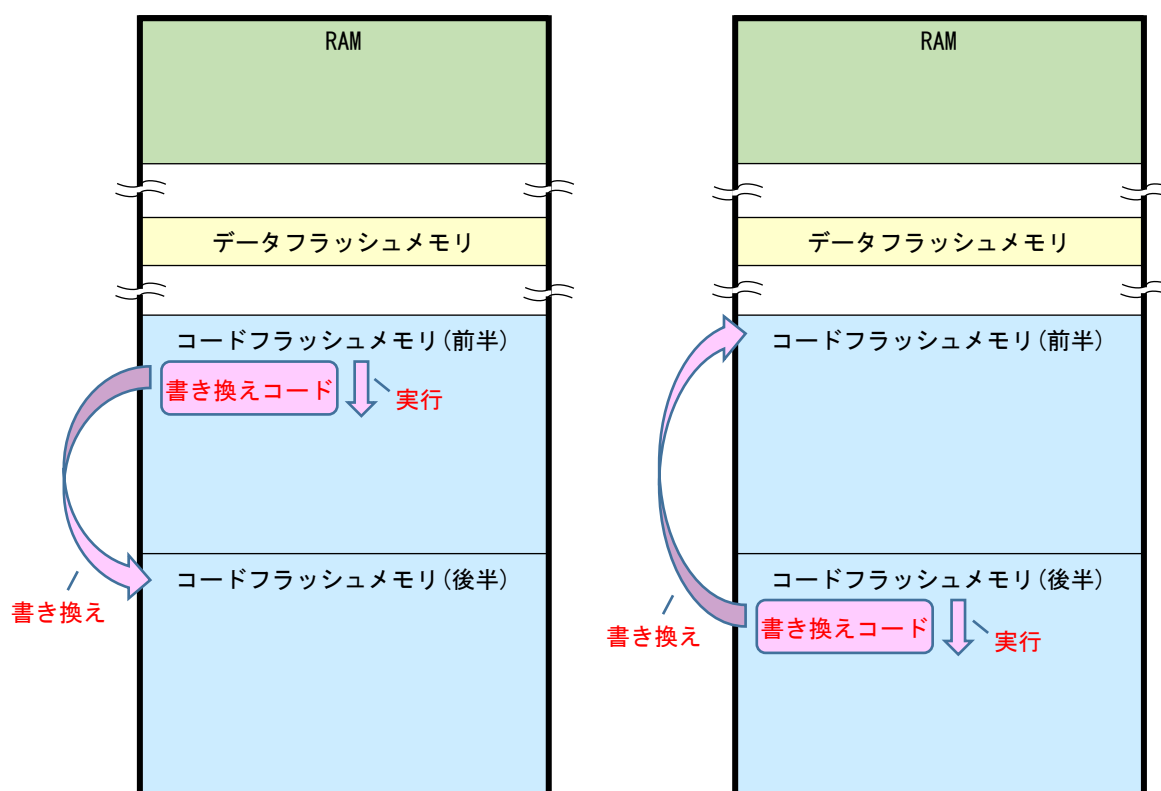 RAM
データフラッシュメモリ
コードフラッシュメモリ(前半)
書き換えコード
実行
コードフラッシュメモリ(後半)
書き換え
RAM
データフラッシュメモリ
コードフラッシュメモリ(前半)
コードフラッシュメモリ(後半)
書き換えコード
実行
書き換え